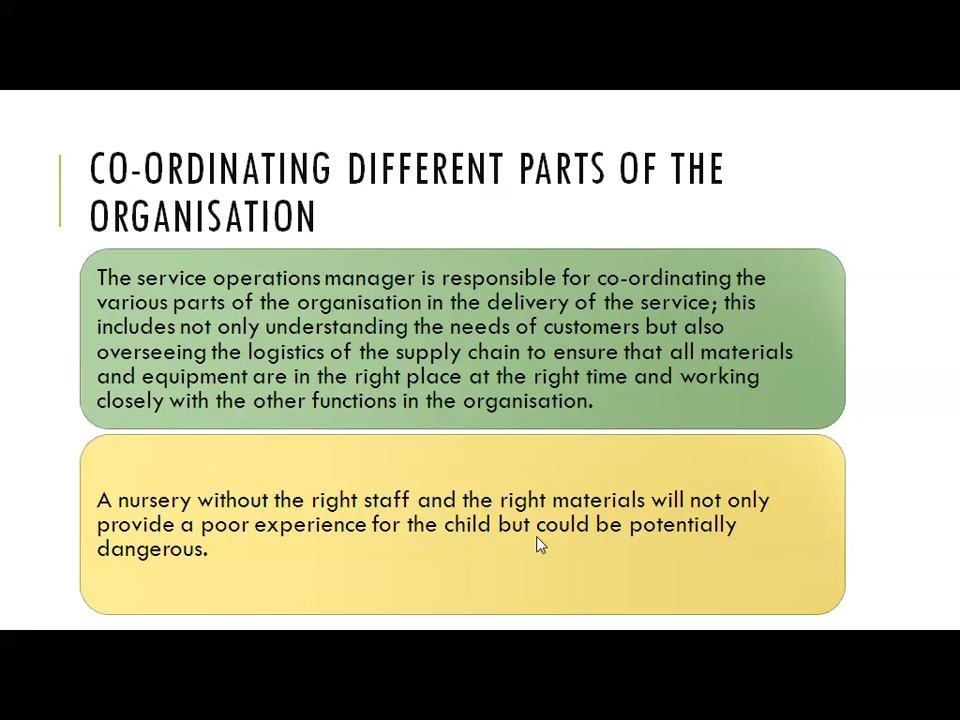 CO-ORDINATING DIFFERENT PARTS OF THE
ORGANISATION
The service operations manager is responsible for co-ordinating the
various parts of the organisation in the delivery of the service; this
includes not only understanding the needs of customers but also
overseeing the logistics of the supply chain to ensure that all materials
and equipment are in the right place at the right time and working
closely with the other functions in the organisation.
A nursery without the right staff and the right materials will not only
provide a poor experience for the child but could be potentially
dangerous.